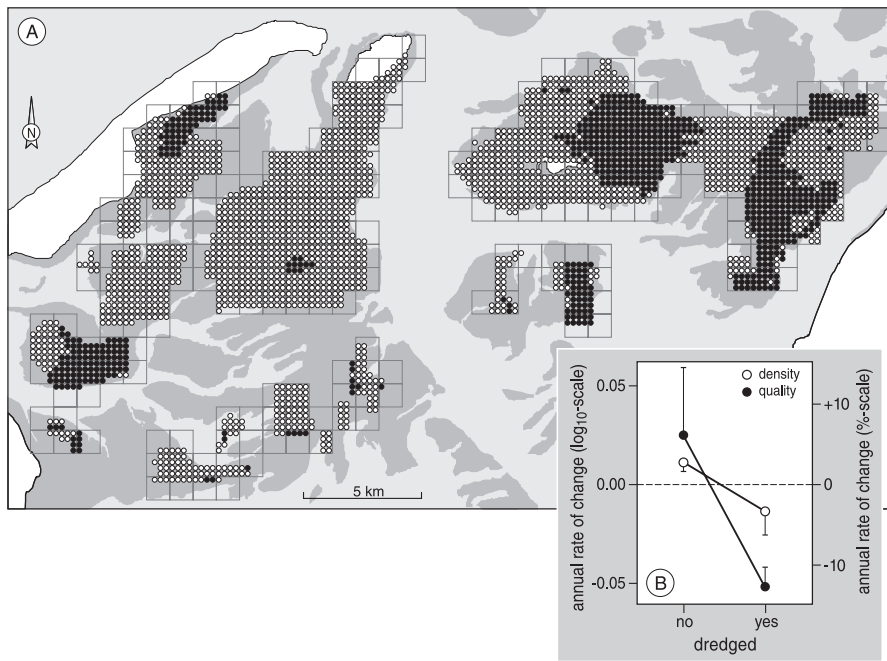 A
N
5 km
density
quality
0.05
0.00
-0.05
annual rate of change (log10-scale)
+10
0
-10
annual rate of change (%-scale)
B
no
yes
dredged